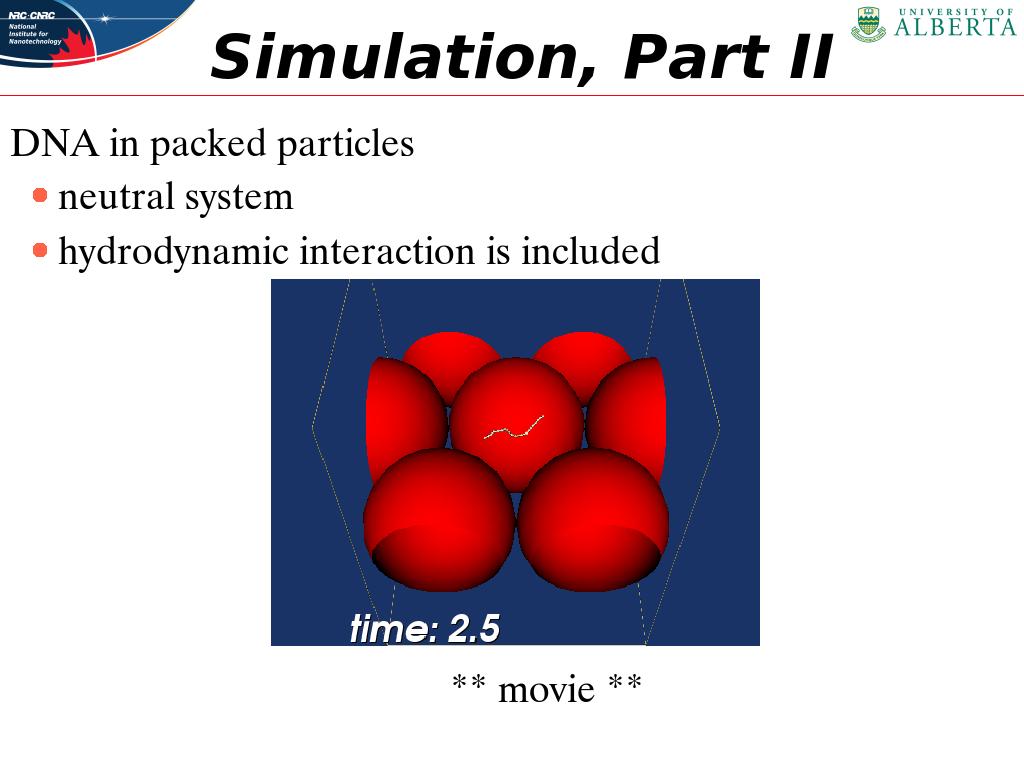 NRC·CNRC
National
Institute for
Nanotechnology
UNIVERSITY OF
ALBERTA
Simulation, Part II
DNA in packed particles
neutral system
hydrodynamic interaction is included
time: 2.5
** movie **